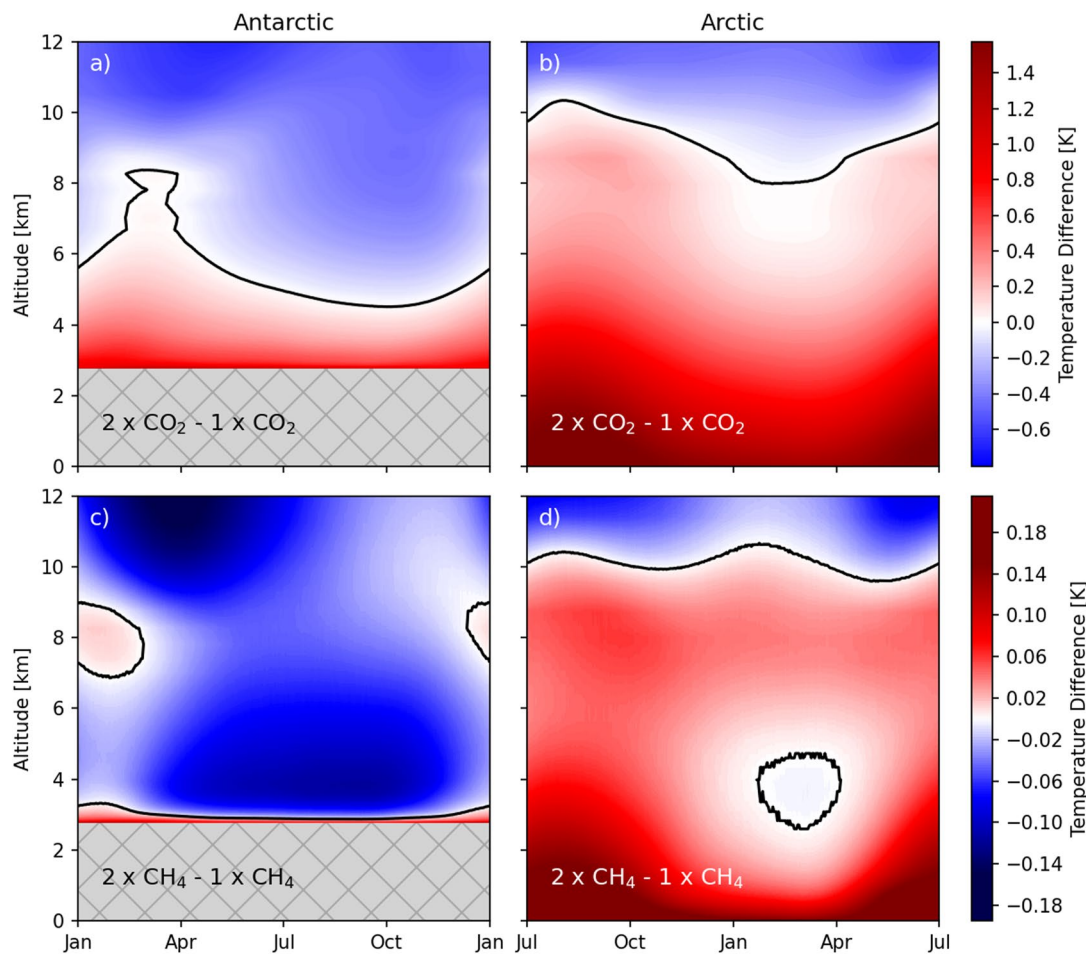 Antarctic
Arctic
12
10
8
6
4
2
0
Altitude [km]
a)
2 x CO₂ - 1 x CO₂
b)
2 x CO₂ - 1 x CO₂
1.4
1.2
1.0
0.8
0.6
0.4
0.2
0.0
−0.2
−0.4
−0.6
Temperature Difference [K]
12
10
8
6
4
2
0
Altitude [km]
c)
2 x CH₄ - 1 x CH₄
Jan
Apr
Jul
Oct
Jan
d)
2 x CH₄ - 1 x CH₄
Jul
Oct
Jan
Apr
Jul
0.18
0.14
0.10
0.06
0.02
−0.02
−0.06
−0.10
−0.14
−0.18
Temperature Difference [K]